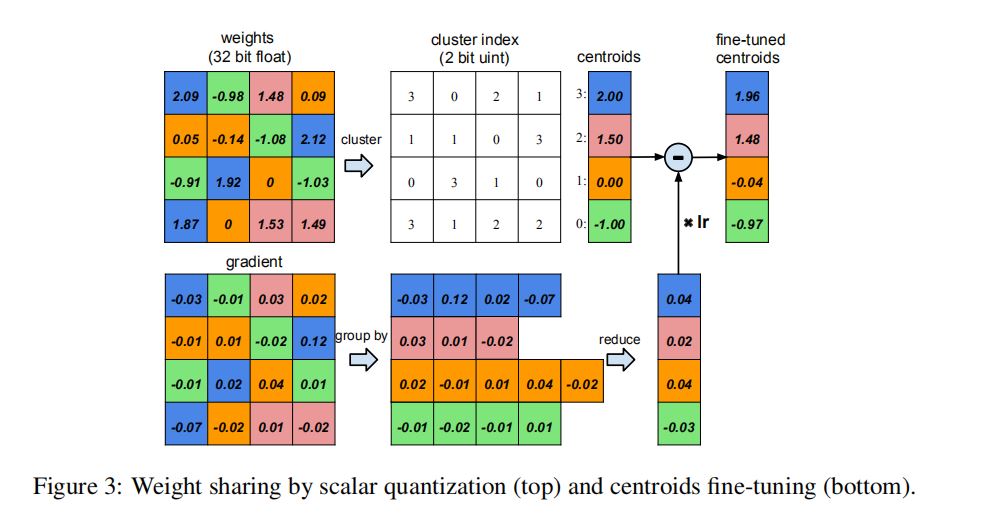 weights
(32 bit float)
cluster index
(2 bit uint)
centroids
fine-tuned
centroids
2.09 -0.98 1.48 0.09
3 0 2 1
3: 2.00
1.96
0.05 -0.14 -1.08 2.12
cluster
1 1 0 3
2: 1.50
1.48
-0.91 1.92 0 -1.03
0 3 1 0
1: 0.00
-0.04
1.87 0 1.53 1.49
3 1 2 2
0: -1.00
-0.97
-
× lr
gradient
-0.03 -0.01 0.03 0.02
-0.03 0.12 0.02 -0.07
0.04
-0.01 0.01 -0.02 0.12
group by
0.03 0.01 -0.02
reduce
0.02
-0.01 0.02 0.04 0.01
0.02 -0.01 0.01 0.04 -0.02
0.04
-0.07 -0.02 0.01 -0.02
-0.01 -0.02 -0.01 0.01
-0.03
Figure 3: Weight sharing by scalar quantization (top) and centroids fine-tuning (bottom).